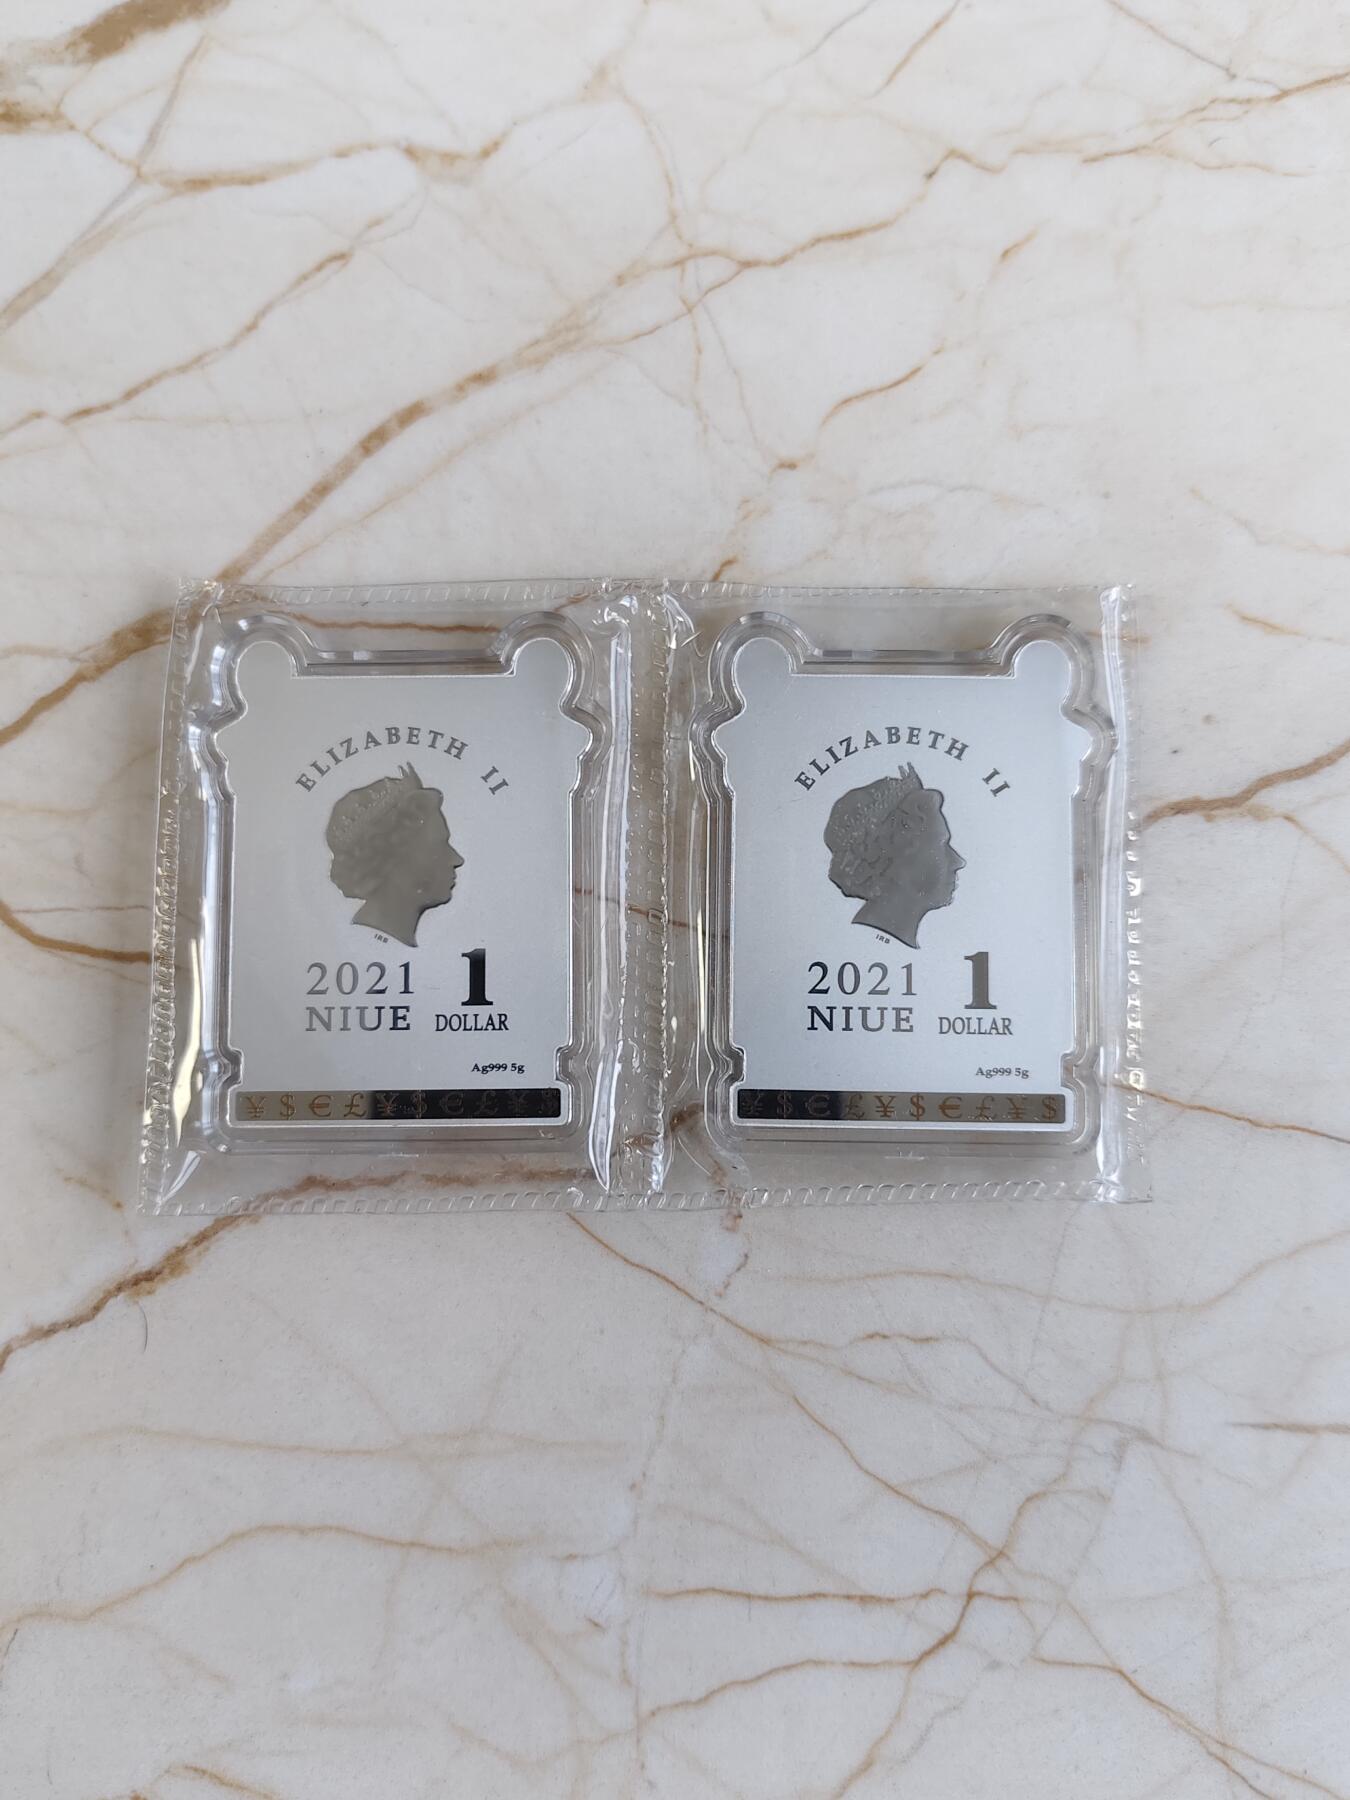 ELIZABETH II
IRB
2021 1
NIUE DOLLAR
Ag999 5g
¥ $ € £ ¥ $ € £ ¥ $
ELIZABETH II
IRB
2021 1
NIUE DOLLAR
Ag999 5g
¥ $ € £ ¥ $ € £ ¥ $